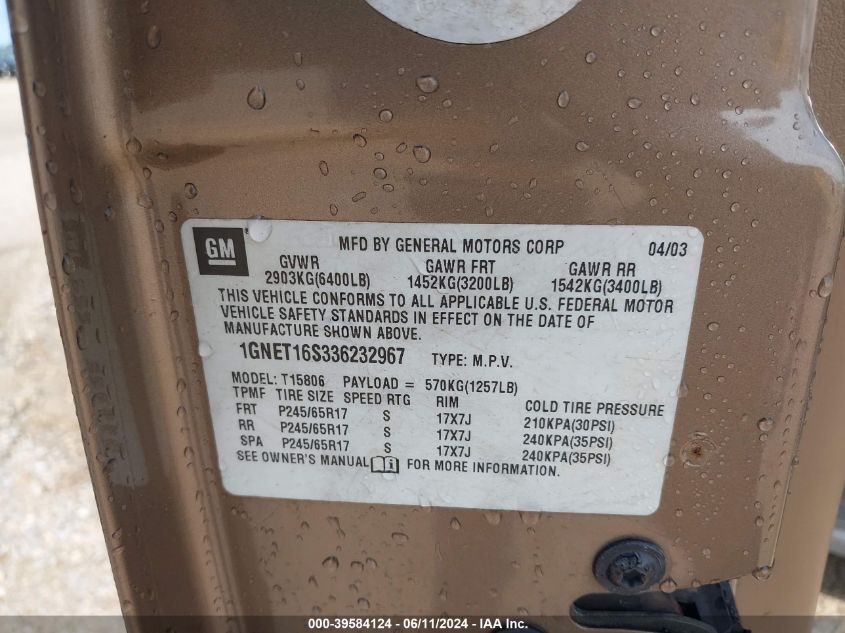 GM
MFD BY GENERAL MOTORS CORP 04/03
GVWR GAWR FRT GAWR RR
2903KG(6400LB) 1452KG(3200LB) 1542KG(3400LB)
THIS VEHICLE CONFORMS TO ALL APPLICABLE U.S. FEDERAL MOTOR
VEHICLE SAFETY STANDARDS IN EFFECT ON THE DATE OF
MANUFACTURE SHOWN ABOVE.
1GNET16S336232967 TYPE: M.P.V.
MODEL: T15806 PAYLOAD = 570KG(1257LB)
TPMF TIRE SIZE SPEED RTG RIM COLD TIRE PRESSURE
FRT P245/65R17 S 17X7J 210KPA(30PSI)
RR P245/65R17 S 17X7J 240KPA(35PSI)
SPA P245/65R17 S 17X7J 240KPA(35PSI)
SEE OWNER'S MANUAL FOR MORE INFORMATION.
000-39584124 - 06/11/2024 - IAA Inc.